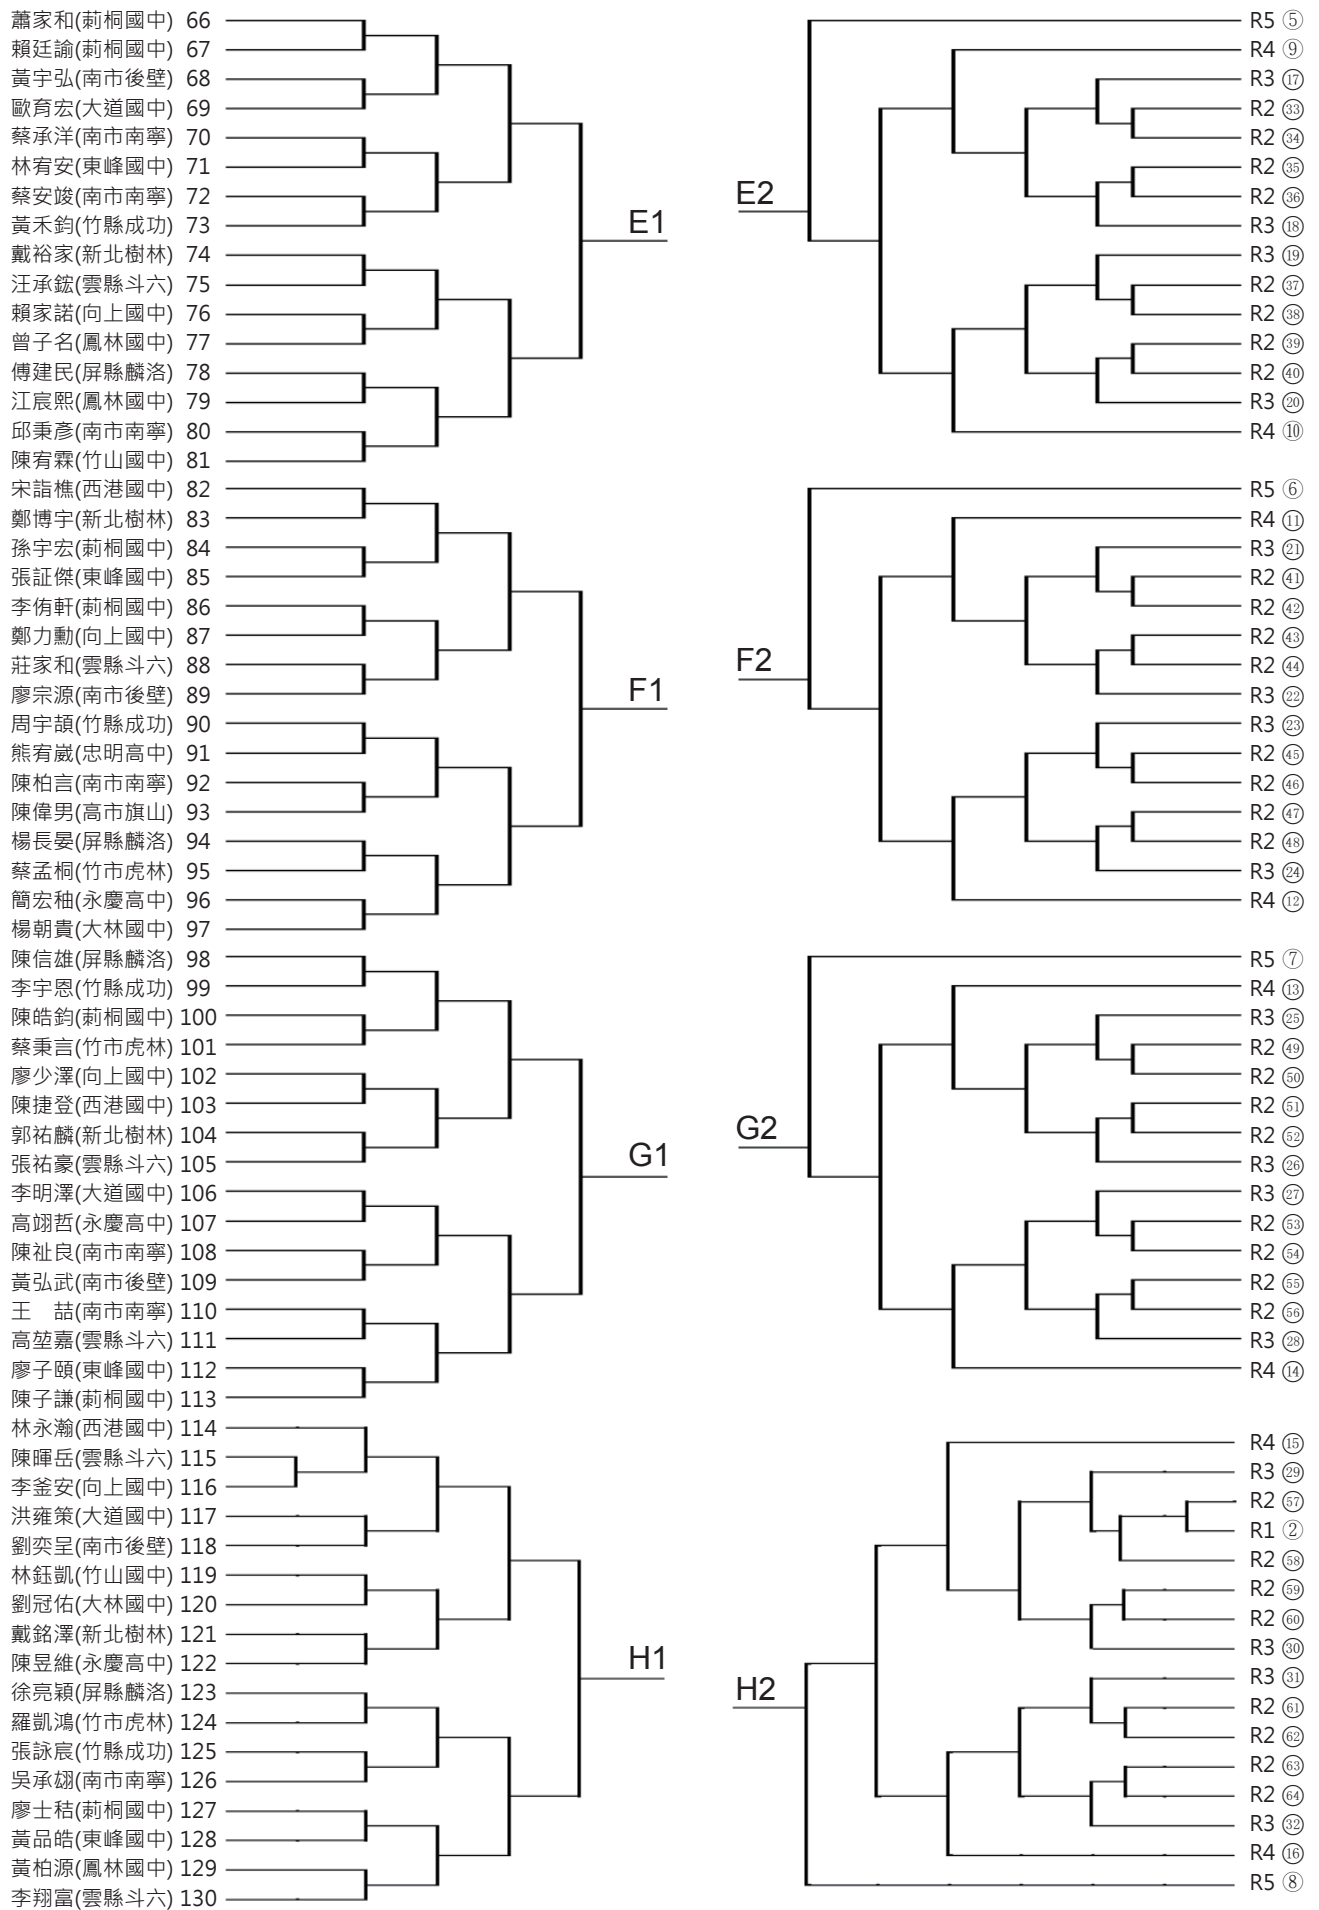 蕭家和(莿桐國中) 66
賴廷諭(莿桐國中) 67
黃宇弘(南市後壁) 68
歐育宏(大道國中) 69
蔡承洋(南市南寧) 70
林宥安(東峰國中) 71
蔡安竣(南市南寧) 72
黃禾鈞(竹縣成功) 73
戴裕家(新北樹林) 74
汪承鋐(雲縣斗六) 75
賴家諾(向上國中) 76
曾子名(鳳林國中) 77
傅建民(屏縣麟洛) 78
江宸熙(鳳林國中) 79
邱秉彥(南市南寧) 80
陳宥霖(竹山國中) 81
E1
宋詣樵(西港國中) 82
鄭博宇(新北樹林) 83
孫宇宏(莿桐國中) 84
張証傑(東峰國中) 85
李侑軒(莿桐國中) 86
鄭力勳(向上國中) 87
莊家和(雲縣斗六) 88
廖宗源(南市後壁) 89
周宇頡(竹縣成功) 90
熊宥崴(忠明高中) 91
陳柏言(南市南寧) 92
陳偉男(高市旗山) 93
楊長晏(屏縣麟洛) 94
蔡孟桐(竹市虎林) 95
簡宏秞(永慶高中) 96
楊朝貴(大林國中) 97
F1
陳信雄(屏縣麟洛) 98
李宇恩(竹縣成功) 99
陳皓鈞(莿桐國中) 100
蔡秉言(竹市虎林) 101
廖少澤(向上國中) 102
陳捷登(西港國中) 103
郭祐麟(新北樹林) 104
張祐豪(雲縣斗六) 105
李明澤(大道國中) 106
高翊哲(永慶高中) 107
陳祉良(南市南寧) 108
黃弘武(南市後壁) 109
王　喆(南市南寧) 110
高堃嘉(雲縣斗六) 111
廖子頤(東峰國中) 112
陳子謙(莿桐國中) 113
G1
林永瀚(西港國中) 114
陳暉岳(雲縣斗六) 115
李釜安(向上國中) 116
洪雍策(大道國中) 117
劉奕呈(南市後壁) 118
林鈺凱(竹山國中) 119
劉冠佑(大林國中) 120
戴銘澤(新北樹林) 121
陳昱維(永慶高中) 122
徐亮穎(屏縣麟洛) 123
羅凱鴻(竹市虎林) 124
張詠宸(竹縣成功) 125
吳承翃(南市南寧) 126
廖士秸(莿桐國中) 127
黃品皓(東峰國中) 128
黃柏源(鳳林國中) 129
李翔富(雲縣斗六) 130
H1
E2
R5 ⑤
R4 ⑨
R3 ⑰
R2 ㉝
R2 ㉞
R2 ㉟
R2 ㊱
R3 ⑱
R3 ⑲
R2 ㊲
R2 ㊳
R2 ㊴
R2 ㊵
R3 ⑳
R4 ⑩
F2
R5 ⑥
R4 ⑪
R3 ㉑
R2 ㊶
R2 ㊷
R2 ㊸
R2 ㊹
R3 ㉒
R3 ㉓
R2 ㊺
R2 ㊻
R2 ㊼
R2 ㊽
R3 ㉔
R4 ⑫
G2
R5 ⑦
R4 ⑬
R3 ㉕
R2 ㊾
R2 ㊿
R2 51
R2 52
R3 ㉖
R3 ㉗
R2 53
R2 54
R2 55
R2 56
R3 ㉘
R4 ⑭
H2
R4 ⑮
R3 ㉙
R2 57
R1 ②
R2 58
R2 59
R2 60
R3 ㉚
R3 ㉛
R2 61
R2 62
R2 63
R2 64
R3 ㉜
R4 ⑯
R5 ⑧